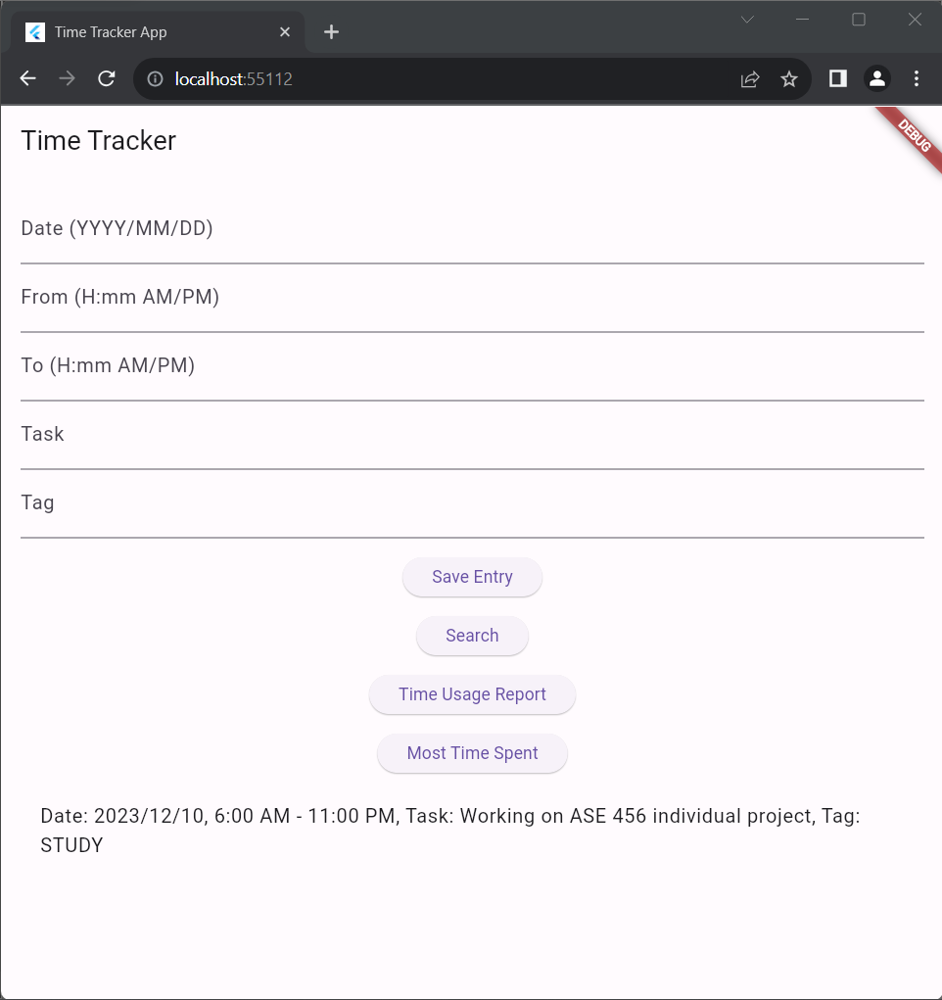 Time Tracker App
localhost:55112
DEBUG
Time Tracker
Date (YYYY/MM/DD)
From (H:mm AM/PM)
To (H:mm AM/PM)
Task
Tag
Save Entry
Search
Time Usage Report
Most Time Spent
Date: 2023/12/10, 6:00 AM - 11:00 PM, Task: Working on ASE 456 individual project, Tag:
STUDY